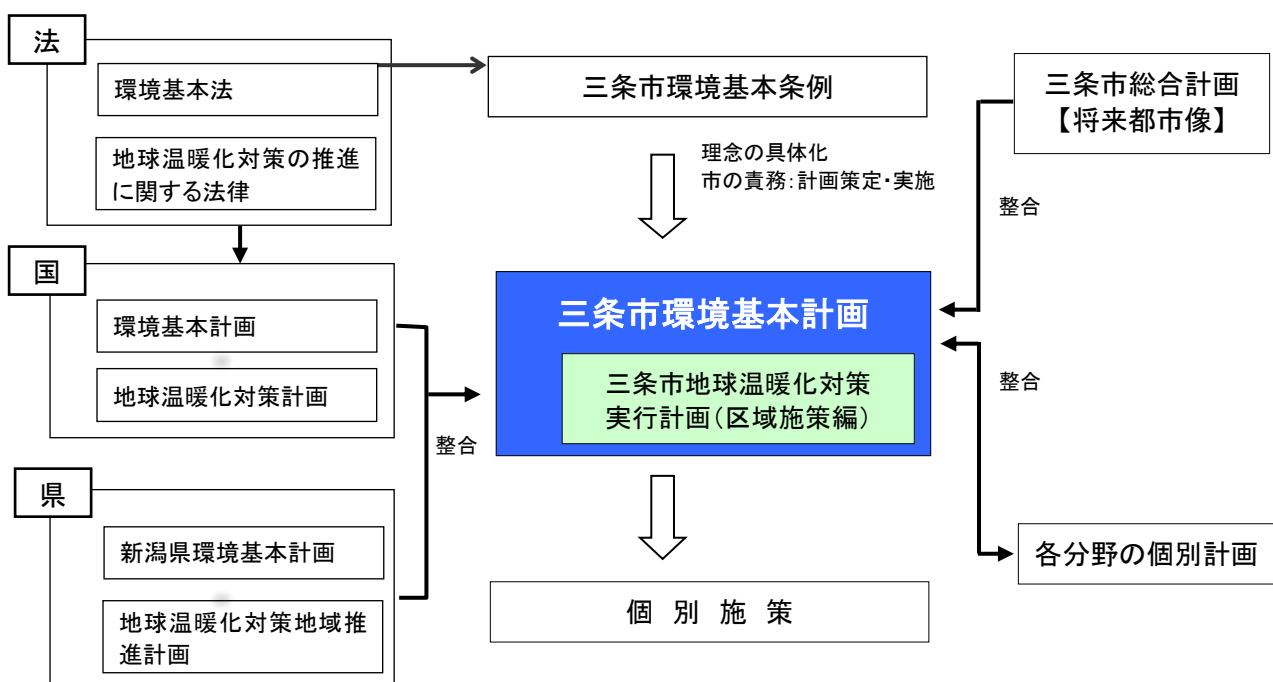 法
環境基本法
地球温暖化対策の推進
に関する法律
国
環境基本計画
地球温暖化対策計画
県
新潟県環境基本計画
地球温暖化対策地域推
進計画
整合
三条市環境基本条例
理念の具体化
市の責務:計画策定・実施
三条市環境基本計画
三条市地球温暖化対策
実行計画(区域施策編)
個 別 施 策
三条市総合計画
【将来都市像】
整合
整合
各分野の個別計画